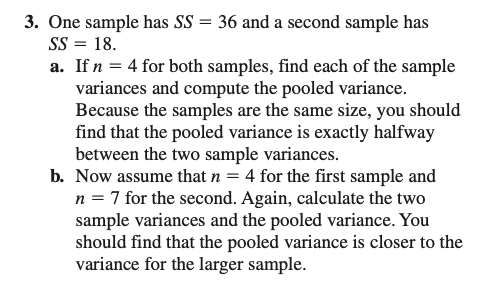 3. One sample has SS = 36 and a second sample has
SS = 18.
a. If n = 4 for both samples, find each of the sample
variances and compute the pooled variance.
Because the samples are the same size, you should
find that the pooled variance is exactly halfway
between the two sample variances.
b. Now assume that n = 4 for the first sample and
n = 7 for the second. Again, calculate the two
sample variances and the pooled variance. You
should find that the pooled variance is closer to the
variance for the larger sample.